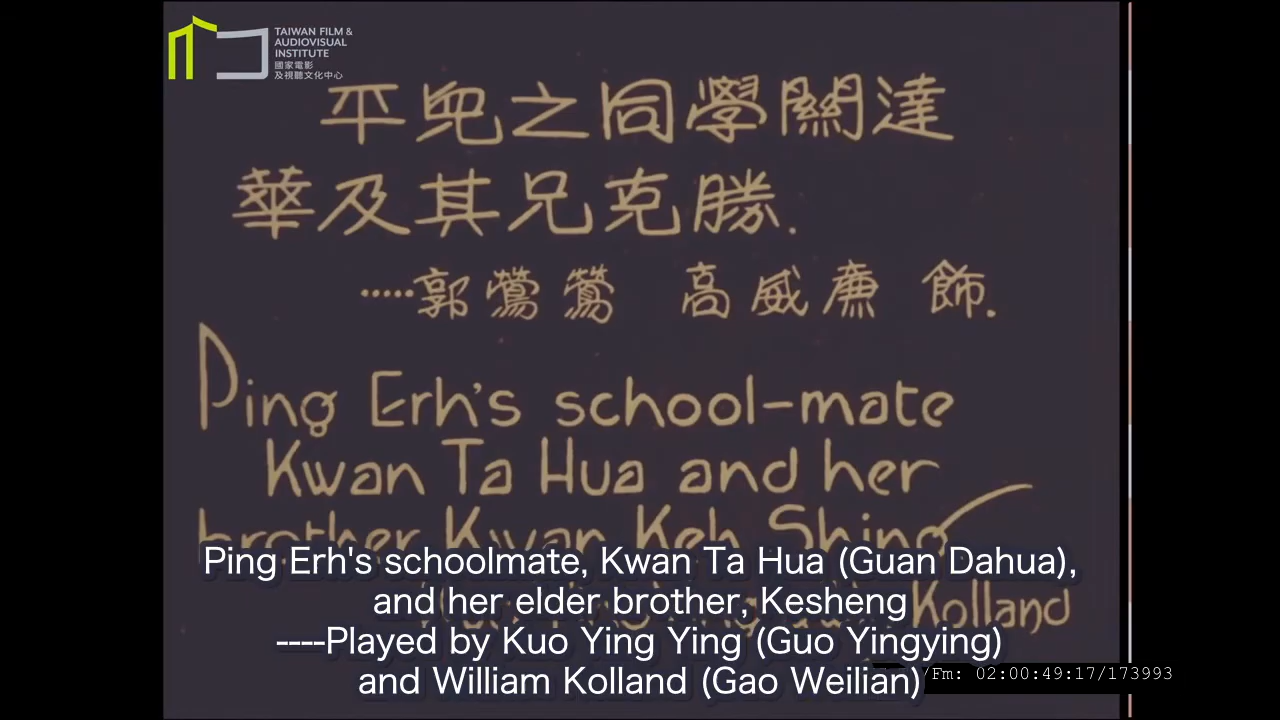 TAIWAN FILM &
AUDIOVISUAL
INSTITUTE
國家電影
及視聽文化中心
平兒之同學關達
華及其兄克勝.
.....郭鶯鶯 高威廉 飾.
Ping Erh's school-mate
Kwan Ta Hua and her
brother Kwan Keh Shing
Kolland
Ping Erh's schoolmate, Kwan Ta Hua (Guan Dahua),
and her elder brother, Kesheng
----Played by Kuo Ying Ying (Guo Yingying)
and William Kolland (Gao Weilian)
/Fm: 02:00:49:17/173993